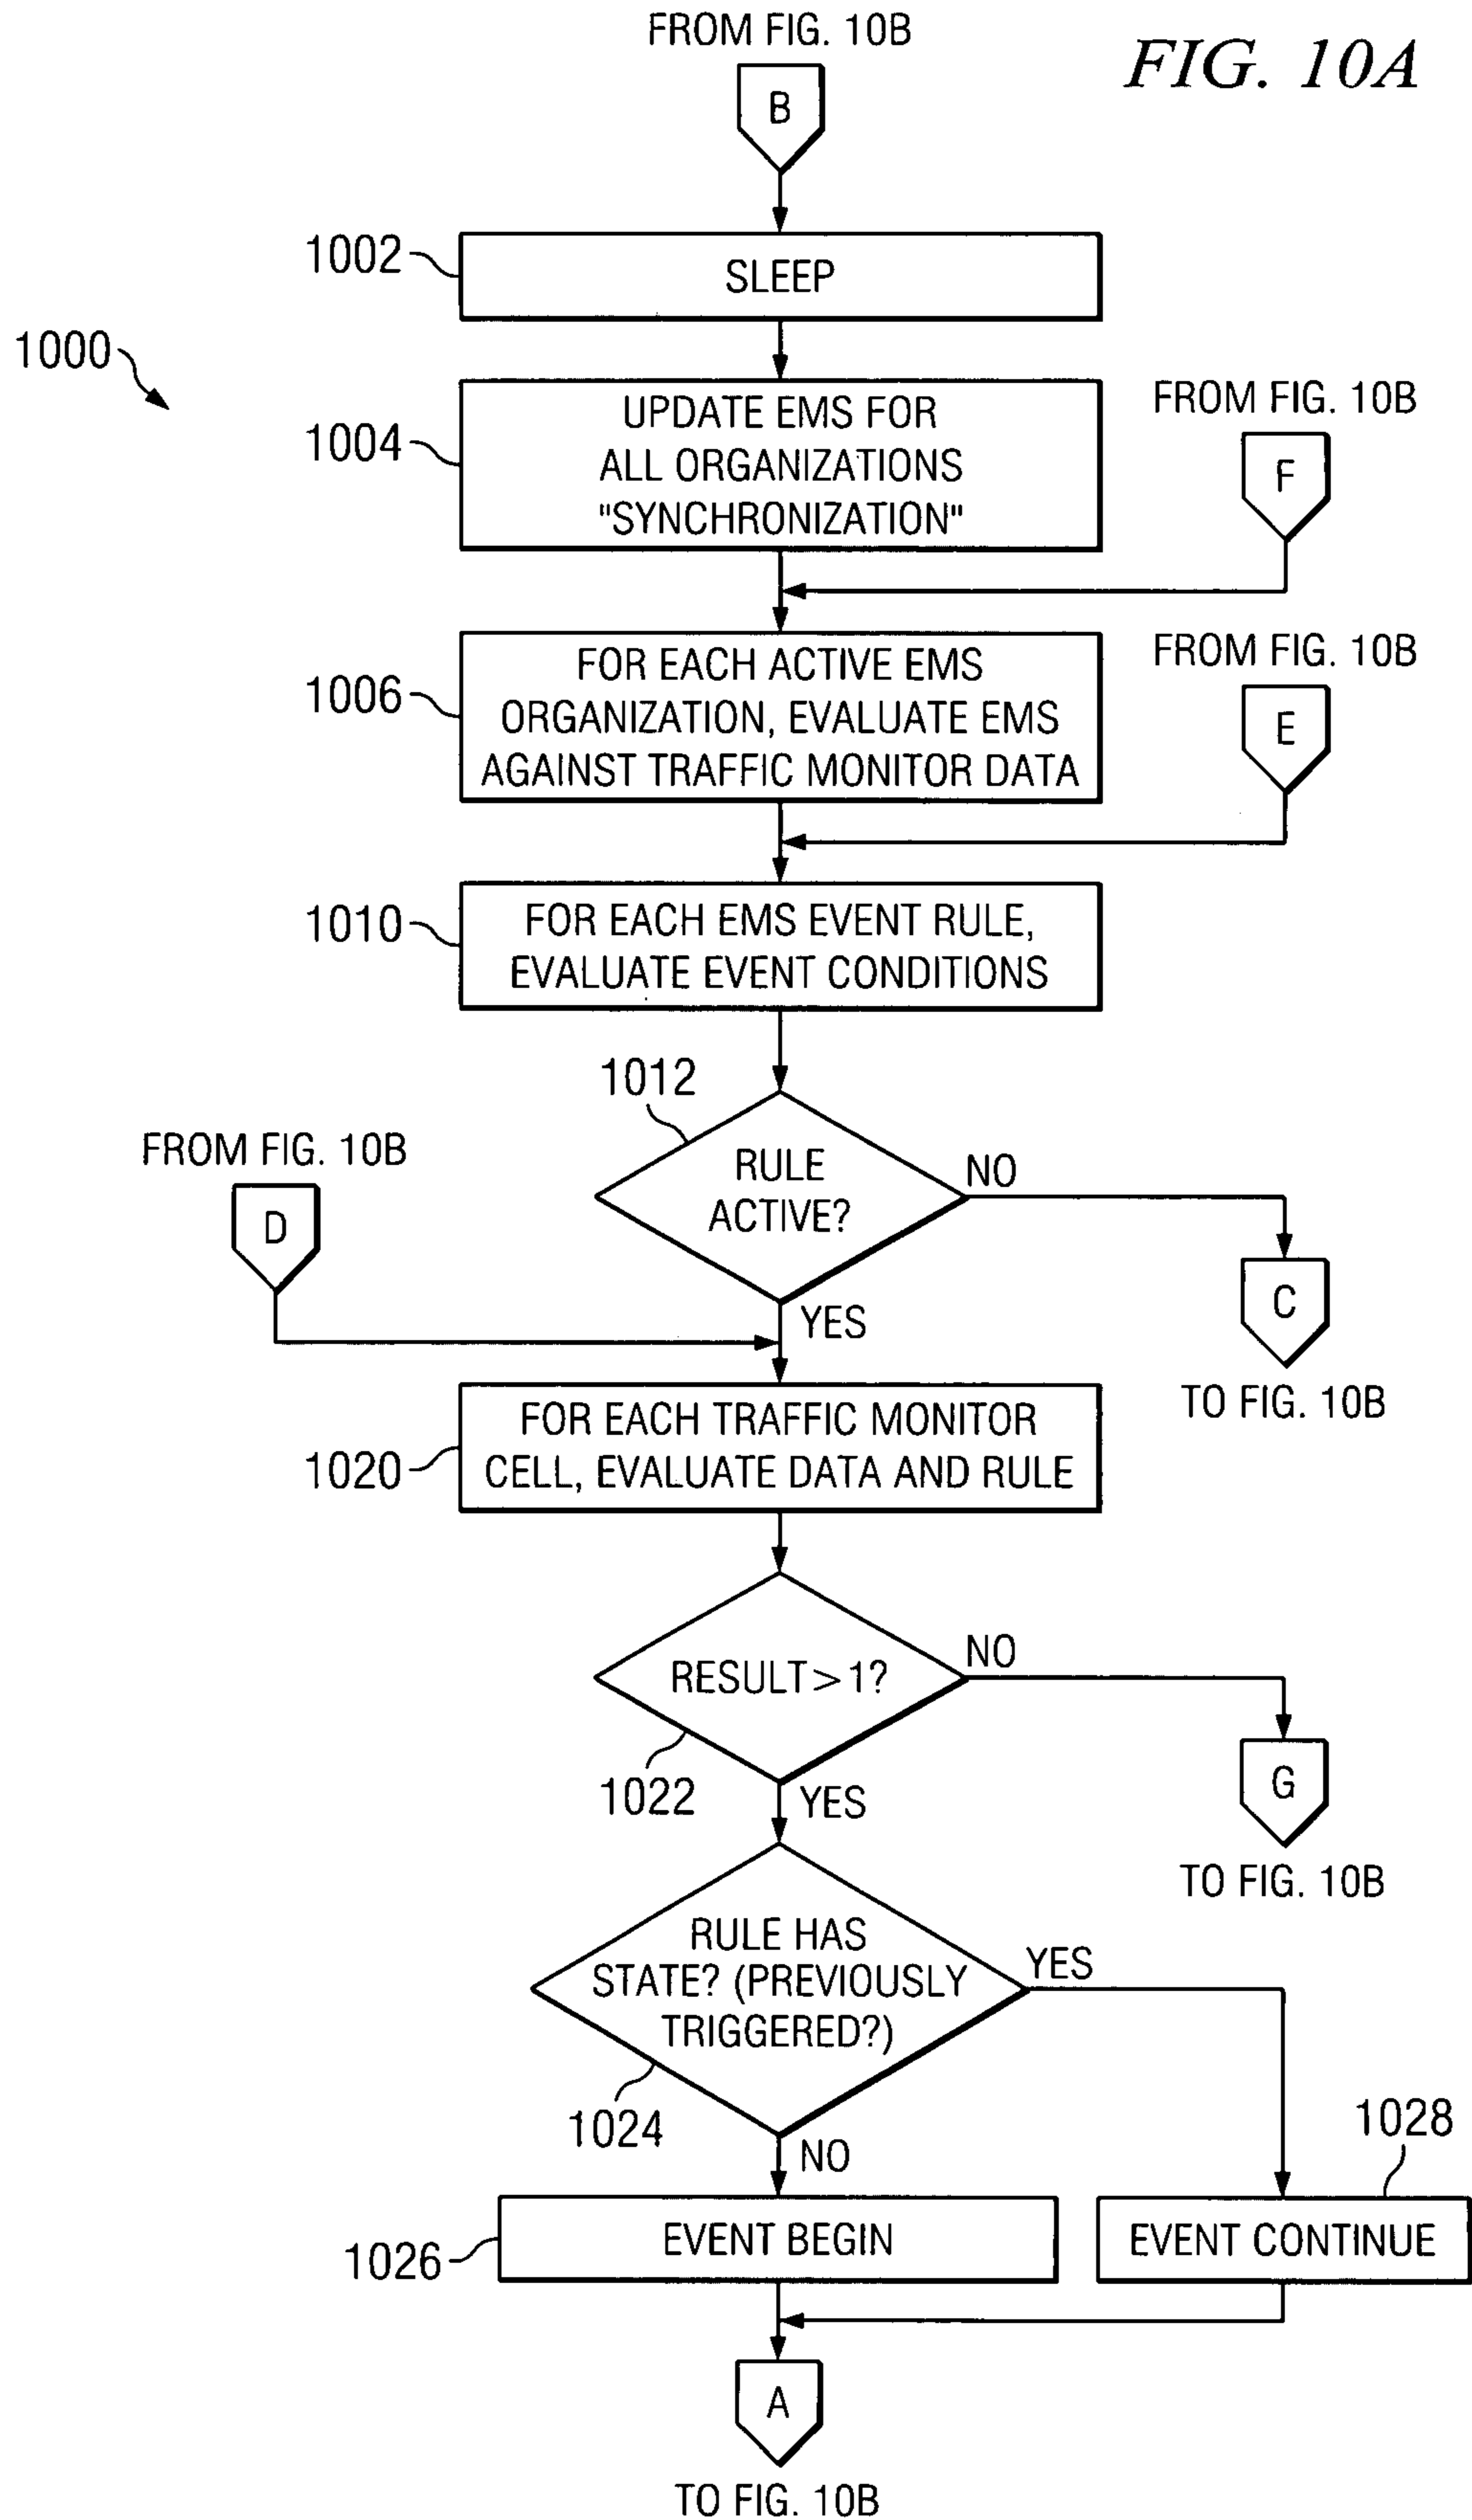 FROM FIG. 10B
FIG. 10A
B
1002
SLEEP
1000
1004
UPDATE EMS FOR
ALL ORGANIZATIONS
"SYNCHRONIZATION"
FROM FIG. 10B
F
1006
FOR EACH ACTIVE EMS
ORGANIZATION, EVALUATE EMS
AGAINST TRAFFIC MONITOR DATA
FROM FIG. 10B
E
1010
FOR EACH EMS EVENT RULE,
EVALUATE EVENT CONDITIONS
1012
RULE
ACTIVE?
NO
FROM FIG. 10B
D
YES
C
TO FIG. 10B
1020
FOR EACH TRAFFIC MONITOR
CELL, EVALUATE DATA AND RULE
RESULT>1?
NO
1022
YES
G
TO FIG. 10B
RULE HAS
STATE? (PREVIOUSLY
TRIGGERED?)
YES
1024
NO
1028
1026
EVENT BEGIN
EVENT CONTINUE
A
TO FIG. 10B